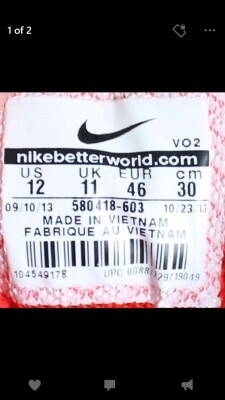 1 of 2
VO2
nikebetterworld.com
US UK EUR cm
12 11 46 30
09/10/13 580418-603 10/23/
MADE IN VIETNAM
FABRIQUE AU VIETNAM
104549178 UPC